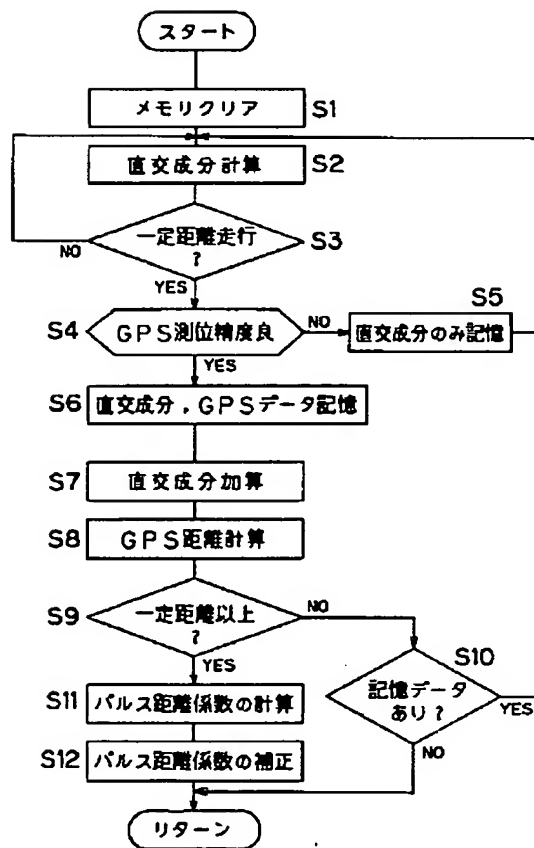 スタート
メモリクリア S1
直交成分計算 S2
一定距離走行
? S3
NO
YES
S4 GPS測位精度良
NO
S5
直交成分のみ記憶
YES
S6 直交成分,GPSデータ記憶
S7 直交成分加算
S8 GPS距離計算
S9 一定距離以上
?
NO
YES
S10
記憶データ
あり?
YES
NO
S11 パルス距離係数の計算
S12 パルス距離係数の補正
リターン